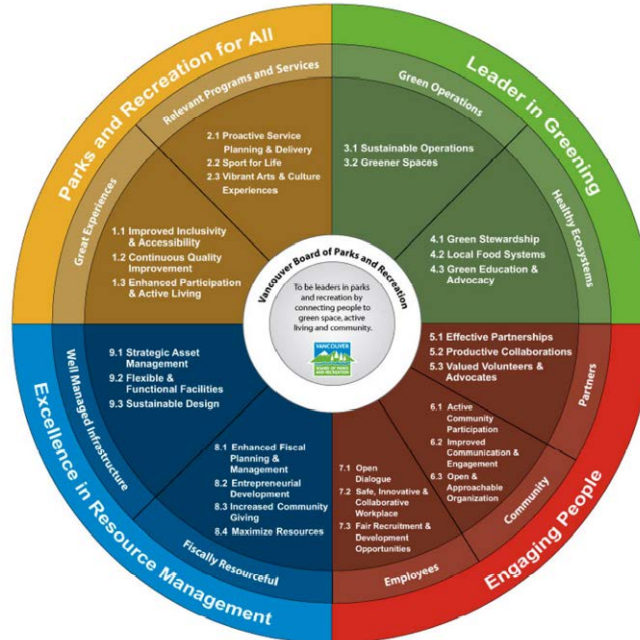 Parks and Recreation for All
Great Experiences
1.1 Improved Inclusivity
& Accessibility
1.2 Continuous Quality
Improvement
1.3 Enhanced Participation
& Active Living
Relevant Programs and Services
2.1 Proactive Service
Planning & Delivery
2.2 Sport for Life
2.3 Vibrant Arts & Culture
Experiences
Leader in Greening
Green Operations
3.1 Sustainable Operations
3.2 Greener Spaces
Healthy Ecosystems
4.1 Green Stewardship
4.2 Local Food Systems
4.3 Green Education &
Advocacy
Vancouver Board of Parks and Recreation
To be leaders in parks
and recreation by
connecting people to
green space, active
living and community.
VANCOUVER
BOARD OF PARKS
AND RECREATION
Engaging People
Partners
5.1 Effective Partnerships
5.2 Productive Collaborations
5.3 Valued Volunteers
& Advocates
Community
6.1 Active
Community
Participation
6.2 Improved
Communication &
Engagement
6.3 Open &
Approachable
Organization
Employees
7.1 Open
Dialogue
7.2 Safe, Innovative &
Collaborative
Workplace
7.3 Fair Recruitment &
Development
Opportunities
Excellence in Resource Management
Fiscally Resourceful
8.1 Enhanced Fiscal
Planning &
Management
8.2 Entrepreneurial
Development
8.3 Increased Community
Giving
8.4 Maximize Resources
Well Managed Infrastructure
9.1 Strategic Asset
Management
9.2 Flexible &
Functional Facilities
9.3 Sustainable Design